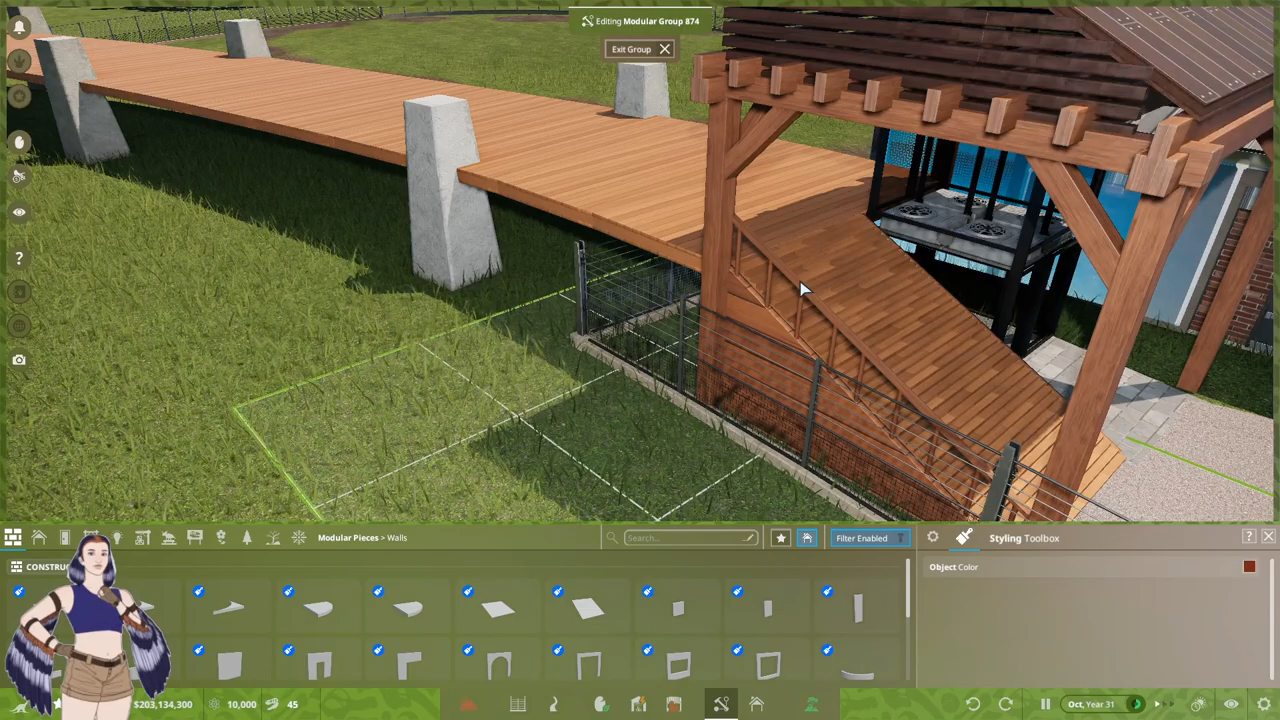 Editing Modular Group 874
Exit Group
?
Modular Pieces > Walls
Search...
Filter Enabled
Styling Toolbox
?
CONSTRUC
Object Color
$203,134,300
10,000
45
Oct, Year 31